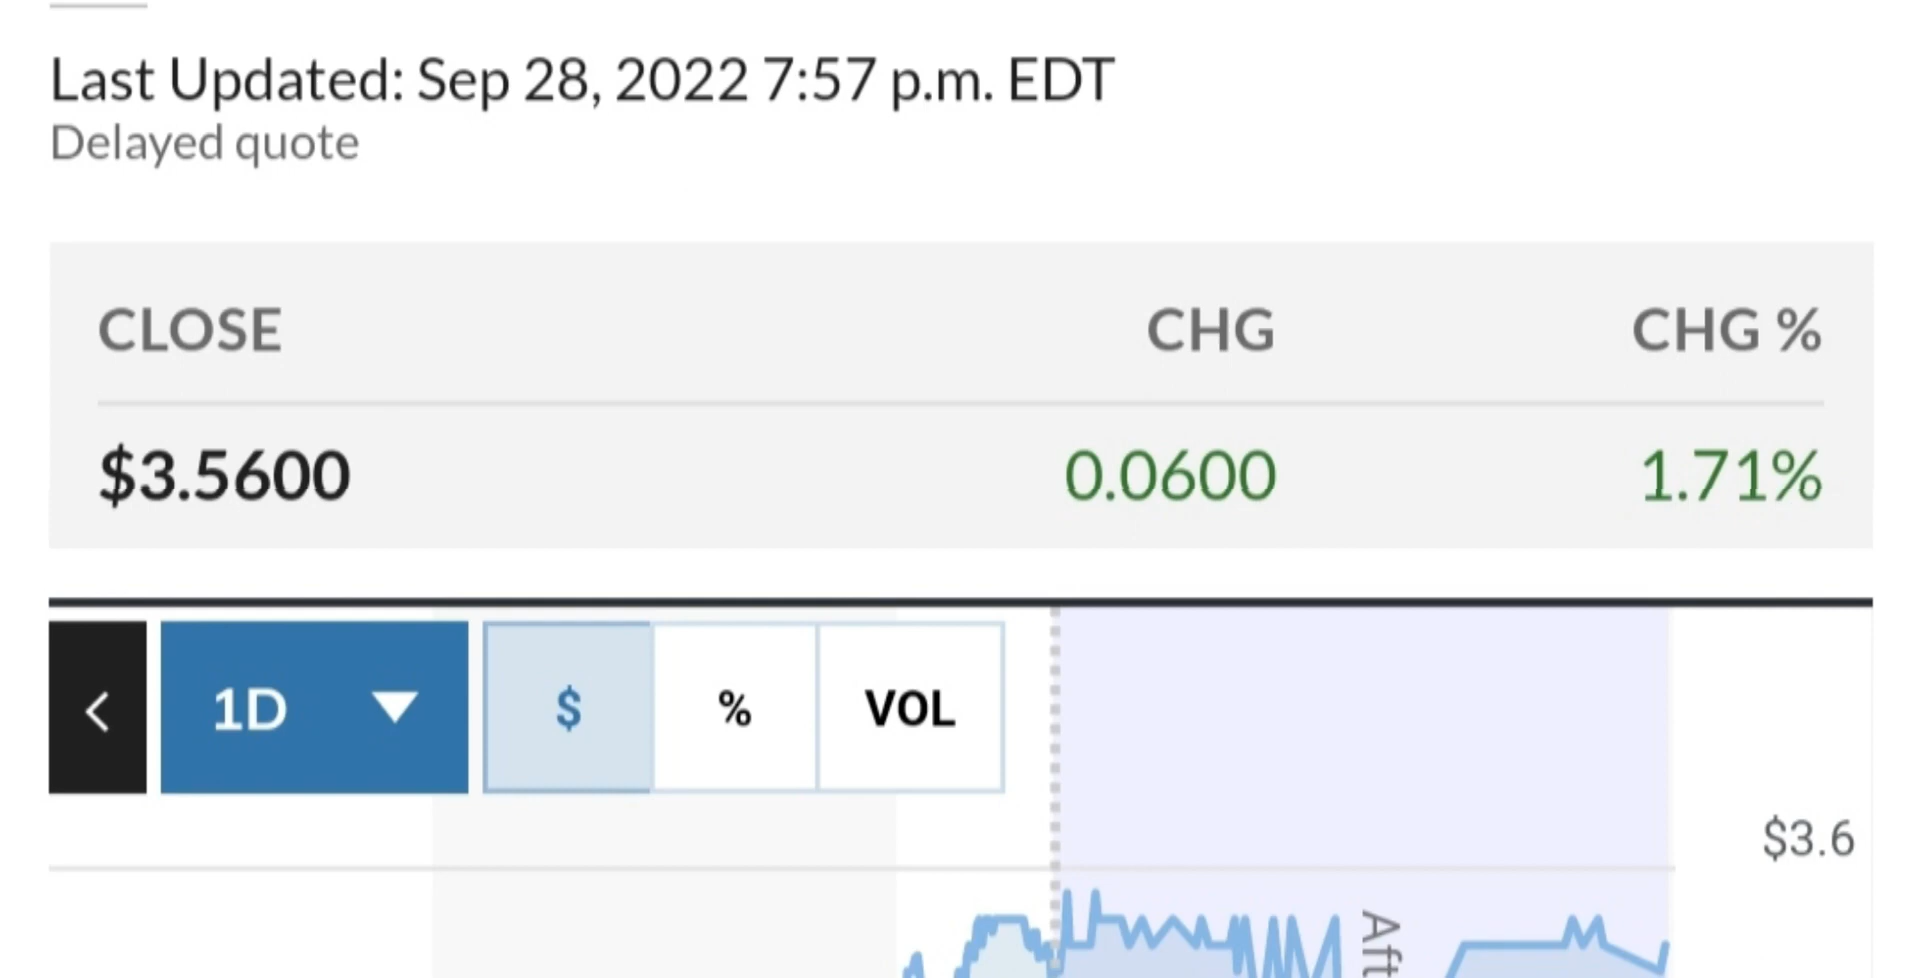 Last Updated: Sep 28, 2022 7:57 p.m. EDT
Delayed quote
CLOSE CHG CHG %
$3.5600 0.0600 1.71%
1D $ % VOL
$3.6
Aft